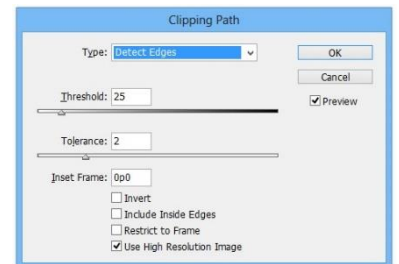 Clipping Path
Type: Detect Edges
OK
Cancel
Threshold: 25
Preview
Tolerance: 2
Inset Frame: 0p0
Invert
Include Inside Edges
Restrict to Frame
Use High Resolution Image